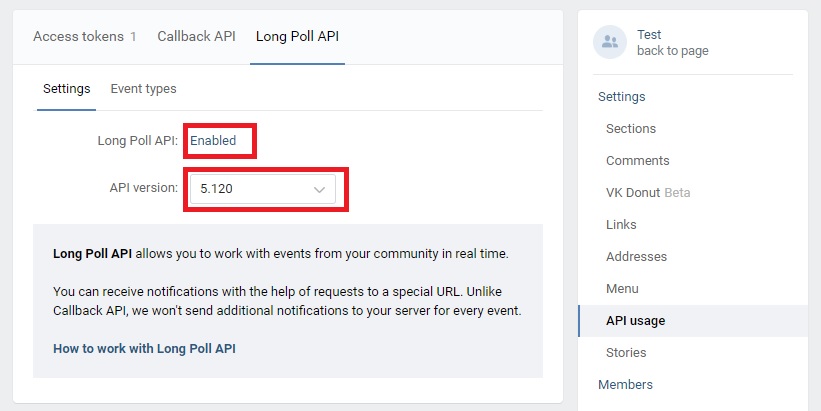 Access tokens 1 Callback API Long Poll API
Settings Event types
Long Poll API: Enabled
API version: 5.120
Long Poll API allows you to work with events from your community in real time.
You can receive notifications with the help of requests to a special URL. Unlike
Callback API, we won't send additional notifications to your server for every event.
How to work with Long Poll API
Test
back to page
Settings
Sections
Comments
VK Donut Beta
Links
Addresses
Menu
API usage
Stories
Members